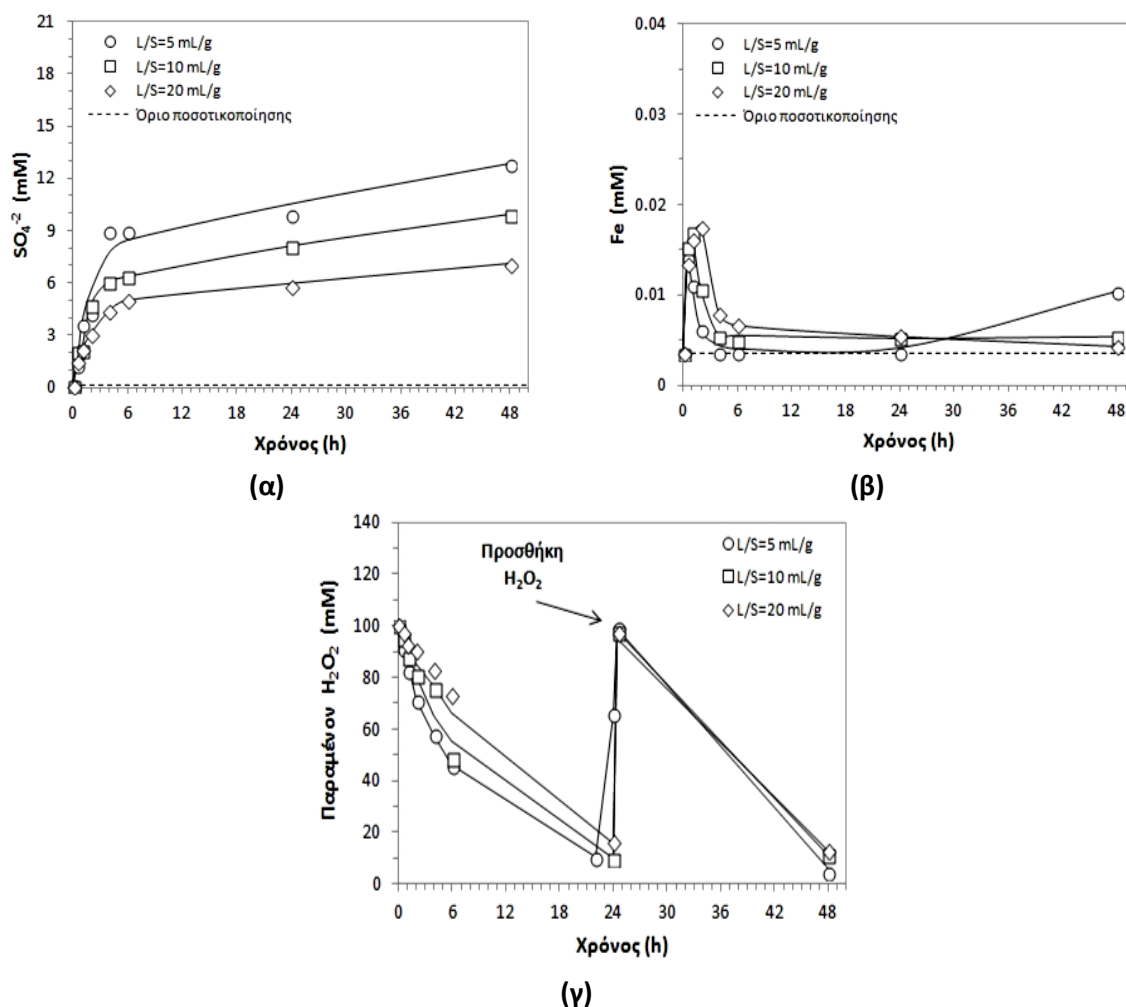 21
18
15
12
9
6
3
0
SO₄⁻² (mM)
L/S=5 mL/g
L/S=10 mL/g
L/S=20 mL/g
Όριο ποσοτικοποίησης
0 6 12 18 24 30 36 42 48
Χρόνος (h)
(α)
0.04
0.03
0.02
0.01
0
Fe (mM)
L/S=5 mL/g
L/S=10 mL/g
L/S=20 mL/g
Όριο ποσοτικοποίησης
0 6 12 18 24 30 36 42 48
Χρόνος (h)
(β)
140
120
100
80
60
40
20
0
Παραμένον H₂O₂ (mM)
Προσθήκη
H₂O₂
L/S=5 mL/g
L/S=10 mL/g
L/S=20 mL/g
0 6 12 18 24 30 36 42 48
Χρόνος (h)
(γ)